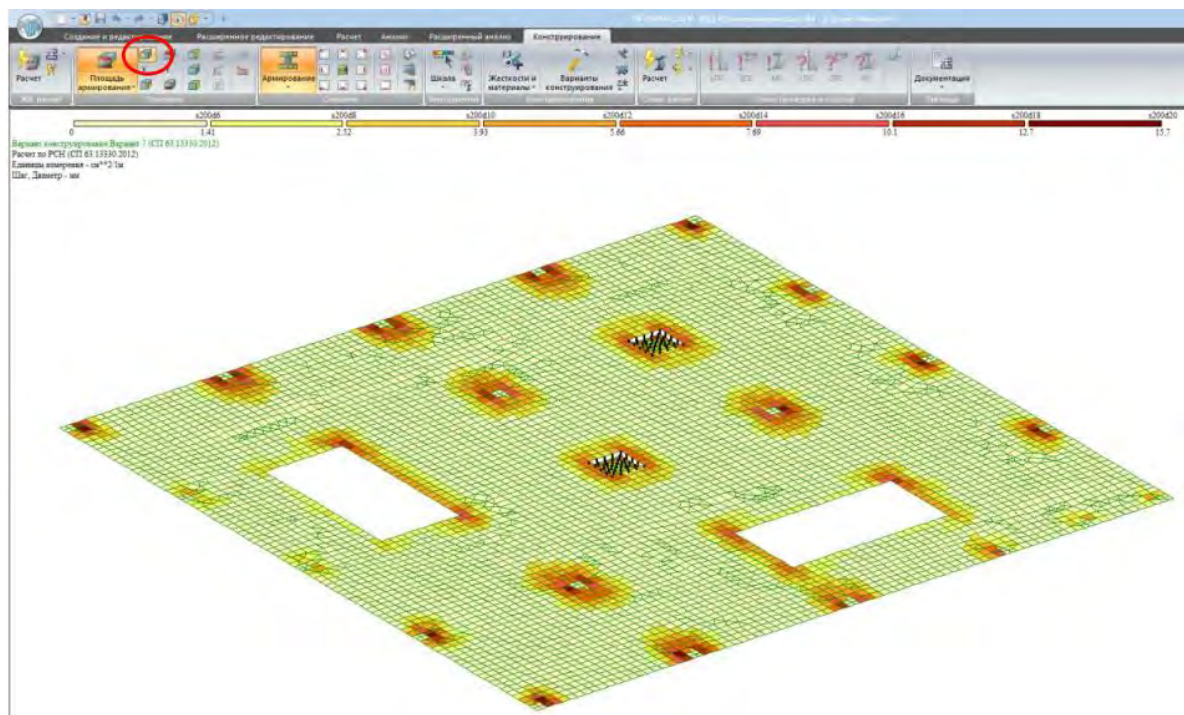 Создание и редактирование Расширенное редактирование Расчет Анализ Расширенный анализ Конструирование
Расчет
Площадь
армирования
Армирование
Шкала
Жесткости и
материалы
Варианты
конструирования
Расчет
Документация
s200d6 s200d8 s200d10 s200d12 s200d14 s200d16 s200d18 s200d20
0 1.41 2.52 3.93 5.66 7.69 10.1 12.7 15.7
Вариант конструирования:Вариант 7 (СП 63.13330.2012)
Расчет по РСН (СП 63.13330.2012)
Единицы измерения - см**2/1м
Шаг, Диаметр - мм